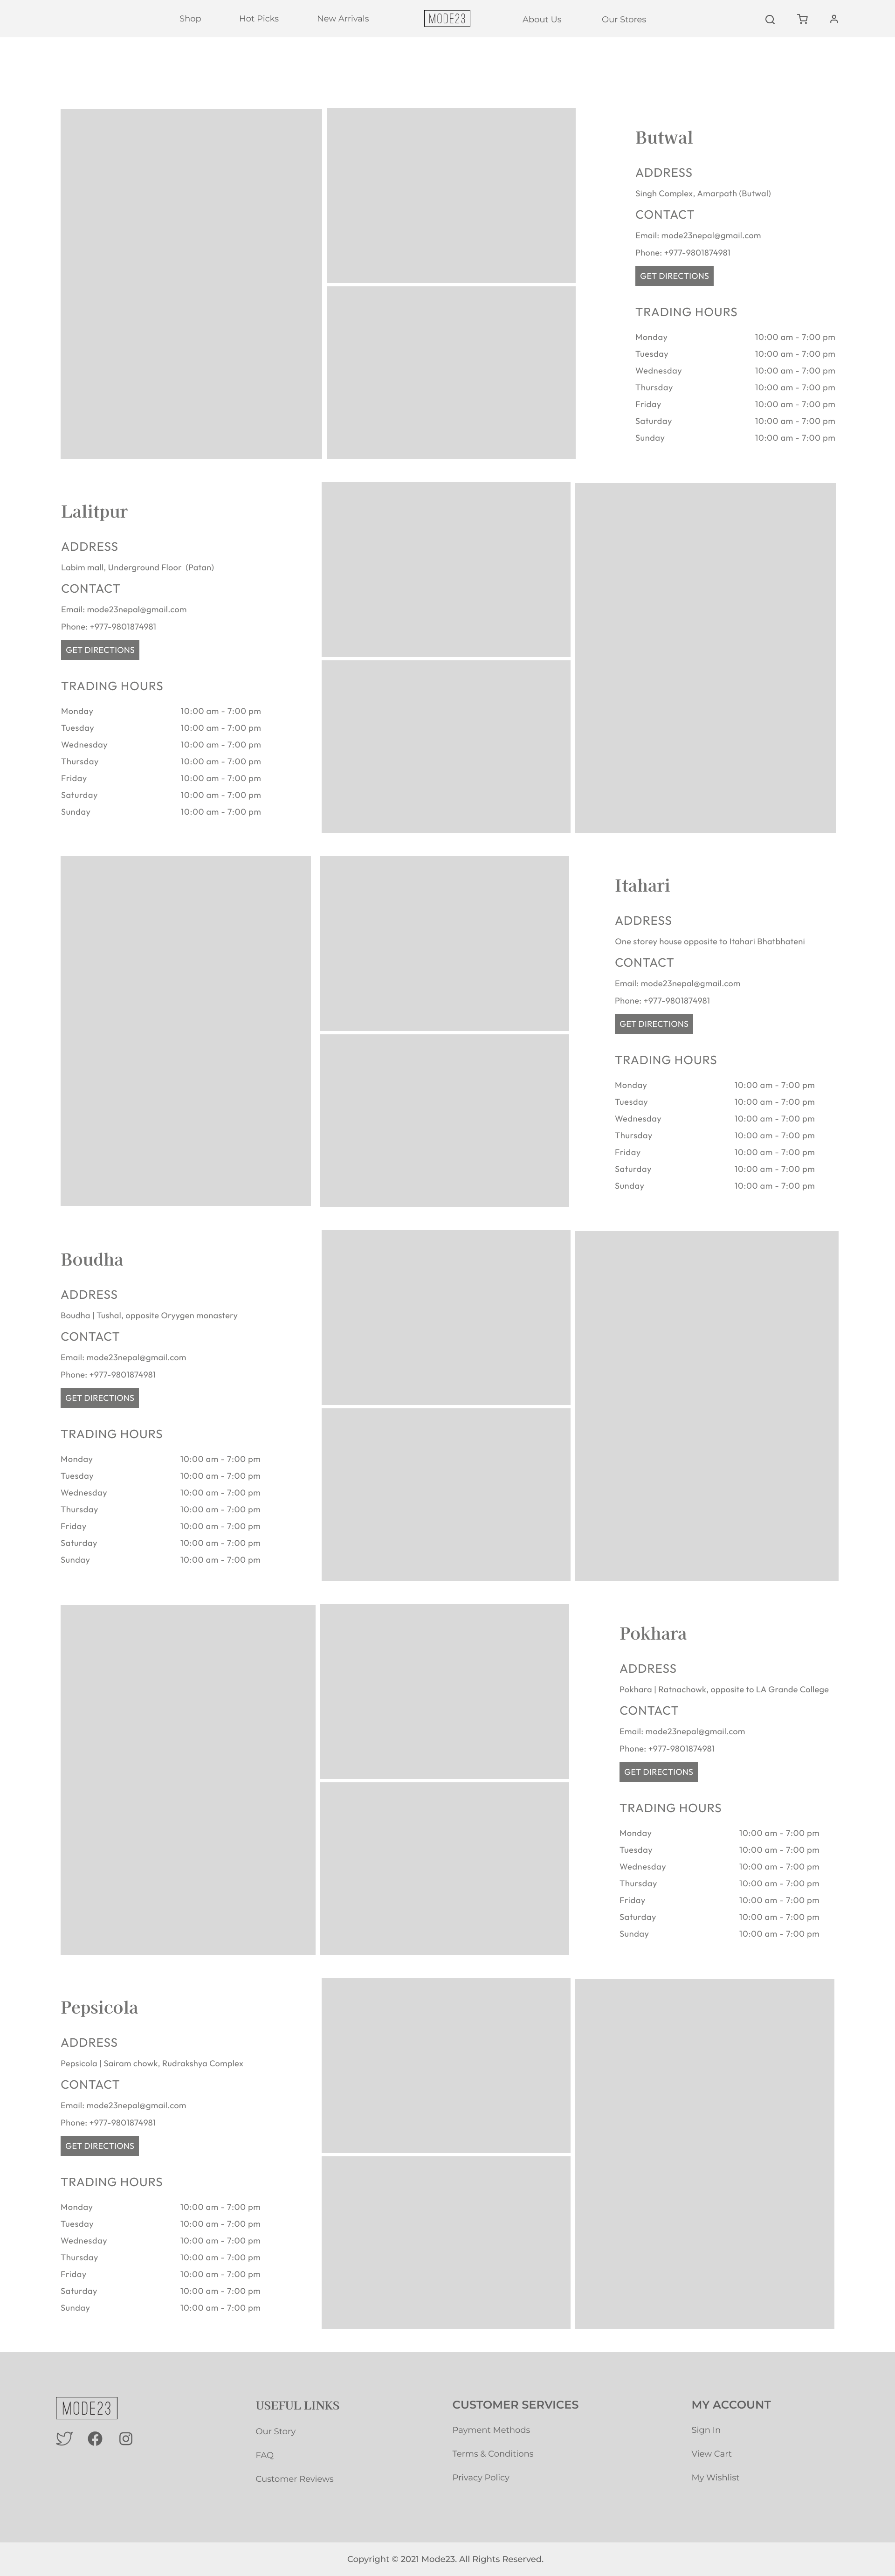 Shop Hot Picks New Arrivals MODE23 About Us Our Stores
Butwal
ADDRESS
Singh Complex, Amarpath (Butwal)
CONTACT
Email: mode23nepal@gmail.com
Phone: +977-9801874981
GET DIRECTIONS
TRADING HOURS
Monday 10:00 am - 7:00 pm
Tuesday 10:00 am - 7:00 pm
Wednesday 10:00 am - 7:00 pm
Thursday 10:00 am - 7:00 pm
Friday 10:00 am - 7:00 pm
Saturday 10:00 am - 7:00 pm
Sunday 10:00 am - 7:00 pm
Lalitpur
ADDRESS
Labim mall, Underground Floor (Patan)
CONTACT
Email: mode23nepal@gmail.com
Phone: +977-9801874981
GET DIRECTIONS
TRADING HOURS
Monday 10:00 am - 7:00 pm
Tuesday 10:00 am - 7:00 pm
Wednesday 10:00 am - 7:00 pm
Thursday 10:00 am - 7:00 pm
Friday 10:00 am - 7:00 pm
Saturday 10:00 am - 7:00 pm
Sunday 10:00 am - 7:00 pm
Itahari
ADDRESS
One storey house opposite to Itahari Bhatbhateni
CONTACT
Email: mode23nepal@gmail.com
Phone: +977-9801874981
GET DIRECTIONS
TRADING HOURS
Monday 10:00 am - 7:00 pm
Tuesday 10:00 am - 7:00 pm
Wednesday 10:00 am - 7:00 pm
Thursday 10:00 am - 7:00 pm
Friday 10:00 am - 7:00 pm
Saturday 10:00 am - 7:00 pm
Sunday 10:00 am - 7:00 pm
Boudha
ADDRESS
Boudha | Tushal, opposite Oryygen monastery
CONTACT
Email: mode23nepal@gmail.com
Phone: +977-9801874981
GET DIRECTIONS
TRADING HOURS
Monday 10:00 am - 7:00 pm
Tuesday 10:00 am - 7:00 pm
Wednesday 10:00 am - 7:00 pm
Thursday 10:00 am - 7:00 pm
Friday 10:00 am - 7:00 pm
Saturday 10:00 am - 7:00 pm
Sunday 10:00 am - 7:00 pm
Pokhara
ADDRESS
Pokhara | Ratnachowk, opposite to LA Grande College
CONTACT
Email: mode23nepal@gmail.com
Phone: +977-9801874981
GET DIRECTIONS
TRADING HOURS
Monday 10:00 am - 7:00 pm
Tuesday 10:00 am - 7:00 pm
Wednesday 10:00 am - 7:00 pm
Thursday 10:00 am - 7:00 pm
Friday 10:00 am - 7:00 pm
Saturday 10:00 am - 7:00 pm
Sunday 10:00 am - 7:00 pm
Pepsicola
ADDRESS
Pepsicola | Sairam chowk, Rudrakshya Complex
CONTACT
Email: mode23nepal@gmail.com
Phone: +977-9801874981
GET DIRECTIONS
TRADING HOURS
Monday 10:00 am - 7:00 pm
Tuesday 10:00 am - 7:00 pm
Wednesday 10:00 am - 7:00 pm
Thursday 10:00 am - 7:00 pm
Friday 10:00 am - 7:00 pm
Saturday 10:00 am - 7:00 pm
Sunday 10:00 am - 7:00 pm
MODE23
USEFUL LINKS
Our Story
FAQ
Customer Reviews
CUSTOMER SERVICES
Payment Methods
Terms & Conditions
Privacy Policy
MY ACCOUNT
Sign In
View Cart
My Wishlist
Copyright © 2021 Mode23. All Rights Reserved.